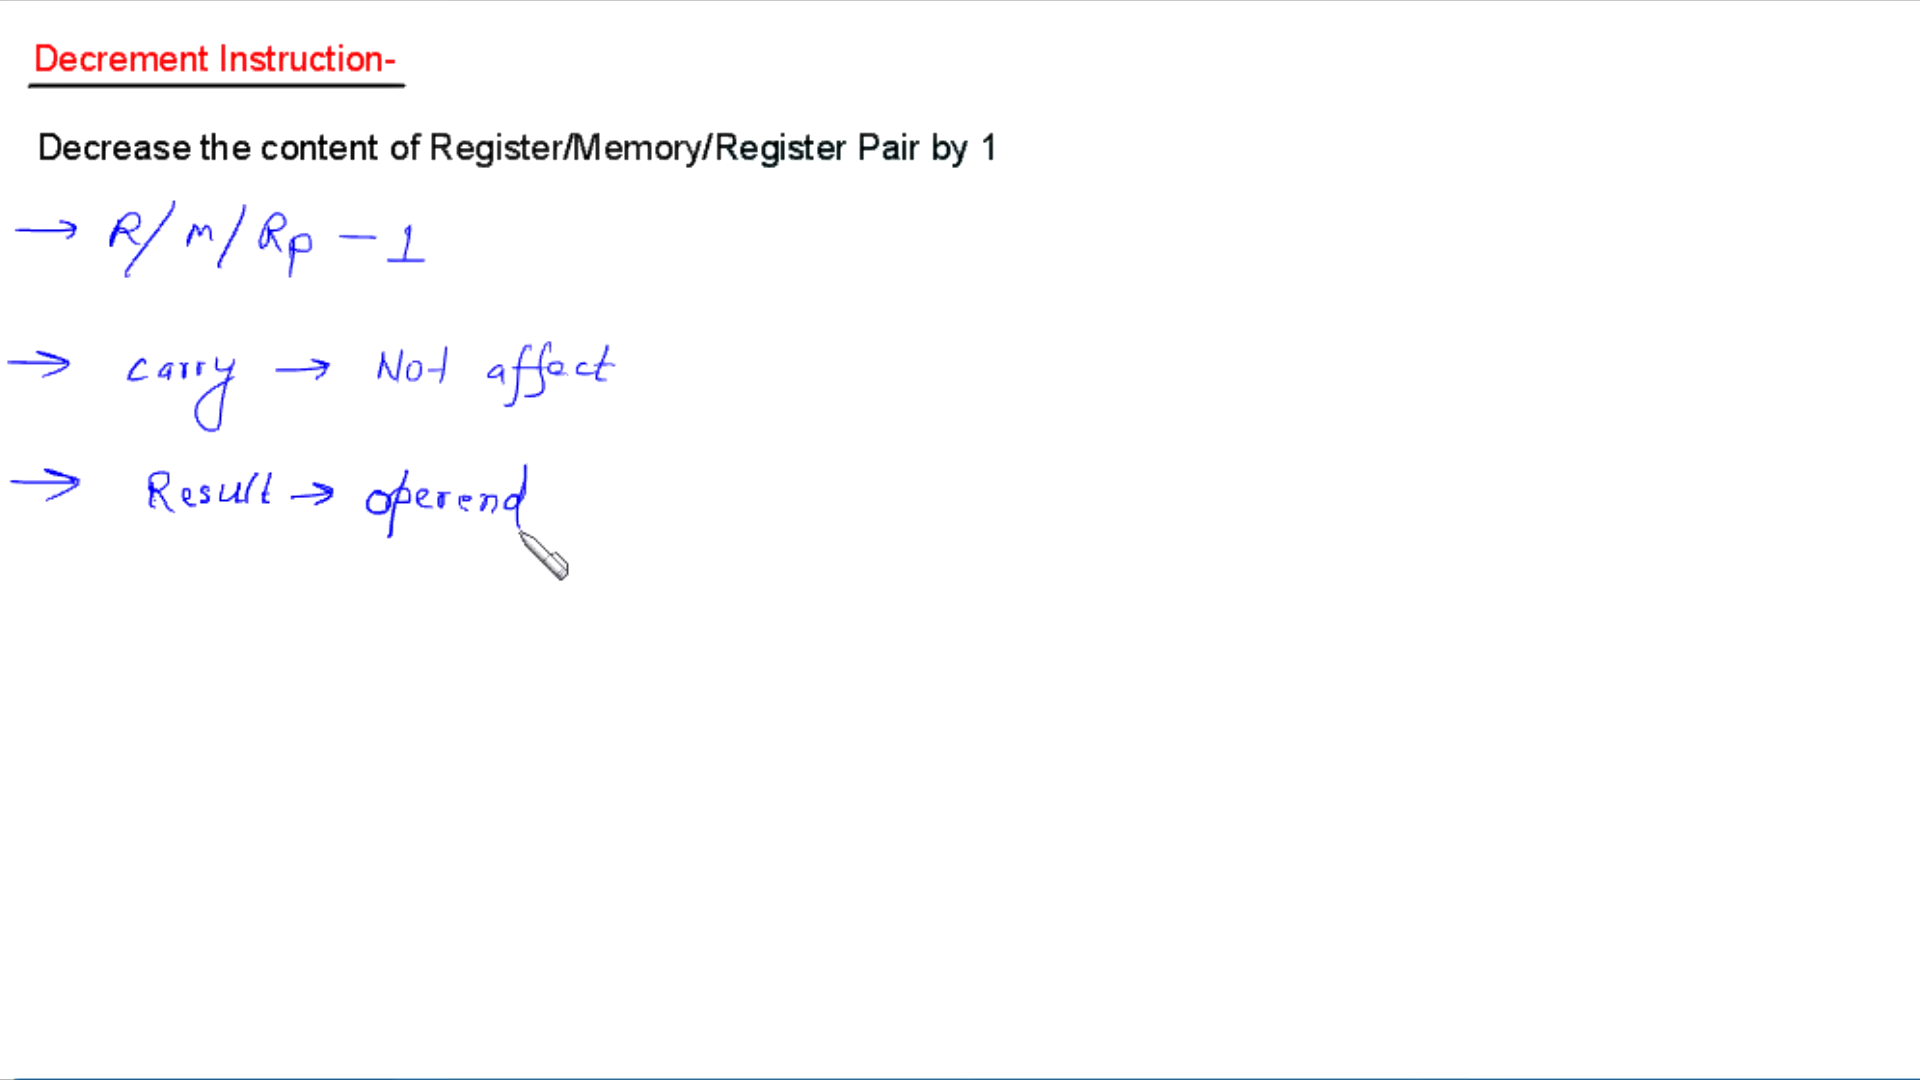 Decrement Instruction-
Decrease the content of Register/Memory/Register Pair by 1
→ R/M/Rp - 1
→ Carry → Not affect
→ Result → operend